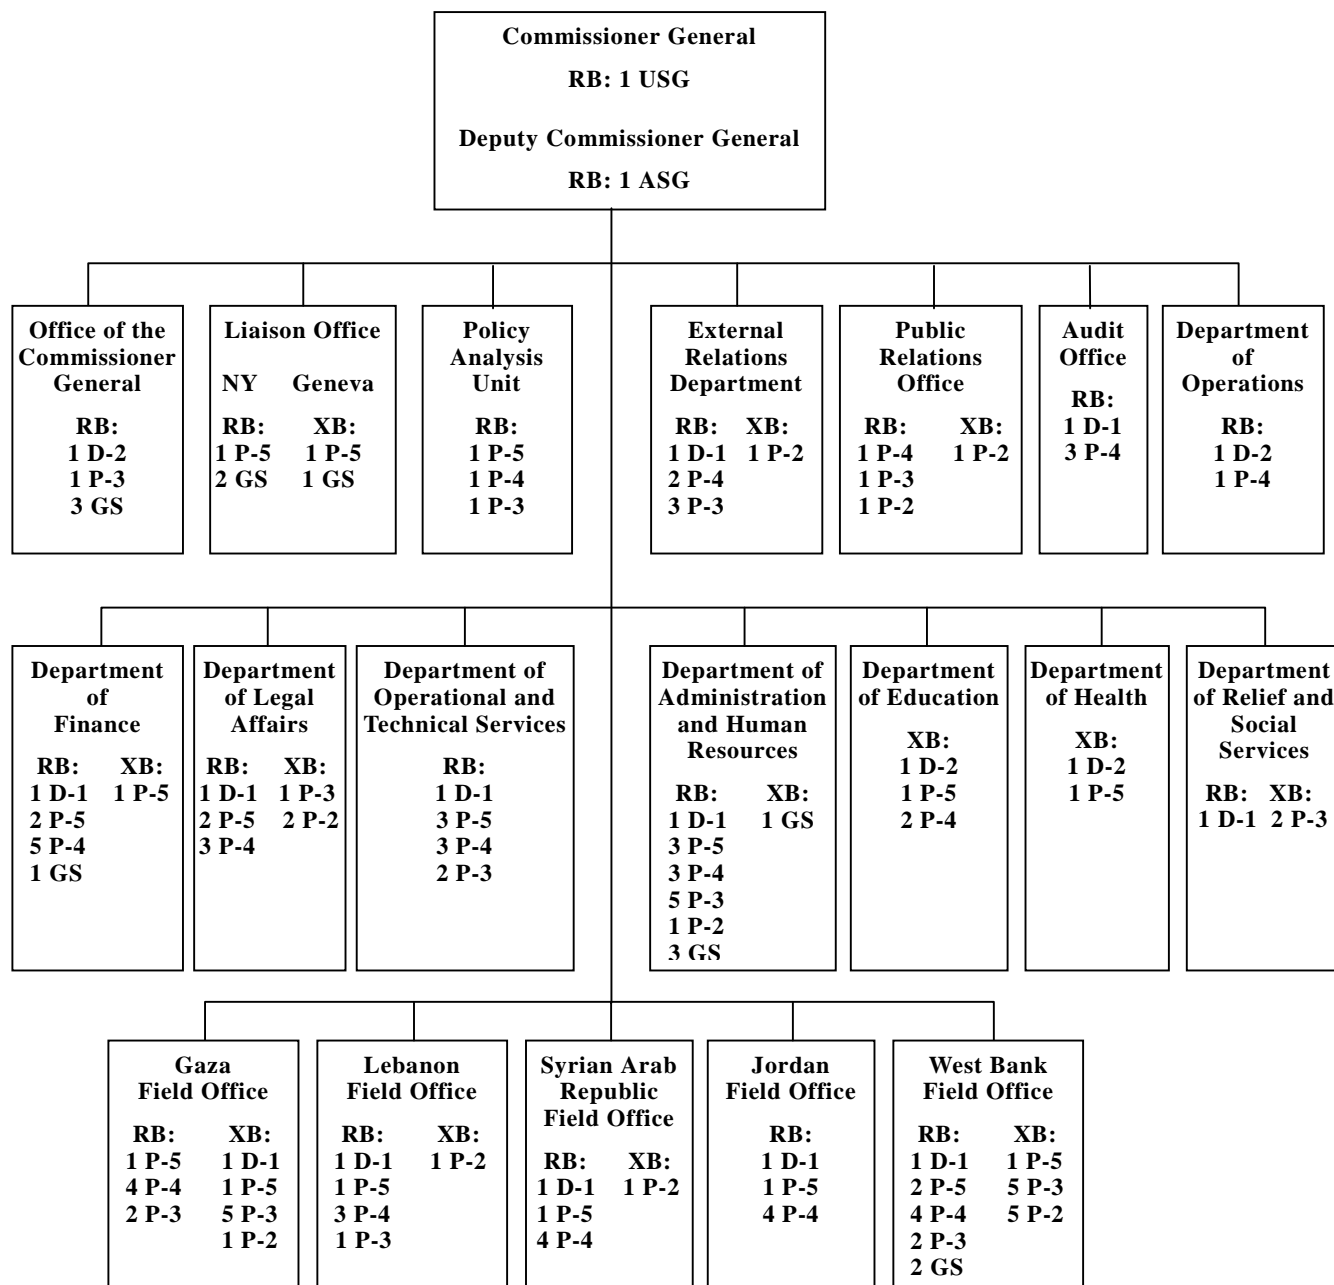 Commissioner General
RB: 1 USG
Deputy Commissioner General
RB: 1 ASG
Office of the
Commissioner
General
RB:
1 D-2
1 P-3
3 GS
Liaison Office
NY Geneva
RB: XB:
1 P-5 1 P-5
2 GS 1 GS
Policy
Analysis
Unit
RB:
1 P-5
1 P-4
1 P-3
External
Relations
Department
RB: XB:
1 D-1 1 P-2
2 P-4
3 P-3
Public
Relations
Office
RB: XB:
1 P-4 1 P-2
1 P-3
1 P-2
Audit
Office
RB:
1 D-1
3 P-4
Department
of
Operations
RB:
1 D-2
1 P-4
Department
of
Finance
RB: XB:
1 D-1 1 P-5
2 P-5
5 P-4
1 GS
Department
of Legal
Affairs
RB: XB:
1 D-1 1 P-3
2 P-5 2 P-2
3 P-4
Department of
Operational and
Technical Services
RB:
1 D-1
3 P-5
3 P-4
2 P-3
Department of
Administration
and Human
Resources
RB: XB:
1 D-1 1 GS
3 P-5
3 P-4
5 P-3
1 P-2
3 GS
Department
of Education
XB:
1 D-2
1 P-5
2 P-4
Department
of Health
XB:
1 D-2
1 P-5
Department
of Relief and
Social
Services
RB: XB:
1 D-1 2 P-3
Gaza
Field Office
RB: XB:
1 P-5 1 D-1
4 P-4 1 P-5
2 P-3 5 P-3
1 P-2
Lebanon
Field Office
RB: XB:
1 D-1 1 P-2
1 P-5
3 P-4
1 P-3
Syrian Arab
Republic
Field Office
RB: XB:
1 D-1 1 P-2
1 P-5
4 P-4
Jordan
Field Office
RB:
1 D-1
1 P-5
4 P-4
West Bank
Field Office
RB: XB:
1 D-1 1 P-5
2 P-5 5 P-3
4 P-4 5 P-2
2 P-3
2 GS